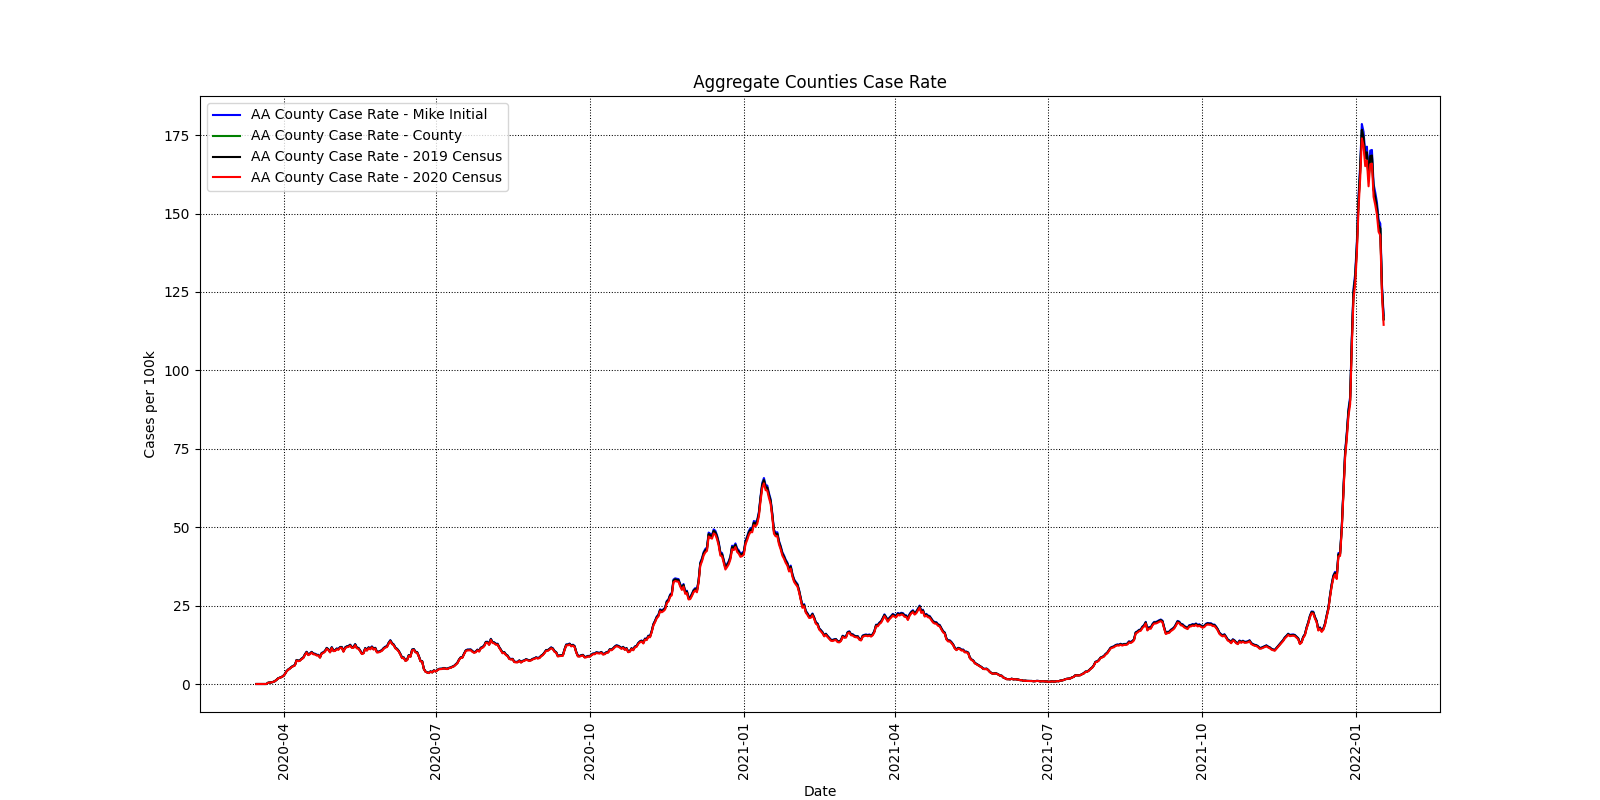 Aggregate Counties Case Rate
AA County Case Rate - Mike Initial
AA County Case Rate - County
AA County Case Rate - 2019 Census
AA County Case Rate - 2020 Census
Cases per 100k
175
150
125
100
75
50
25
0
2020-04
2020-07
2020-10
2021-01
2021-04
2021-07
2021-10
2022-01
Date